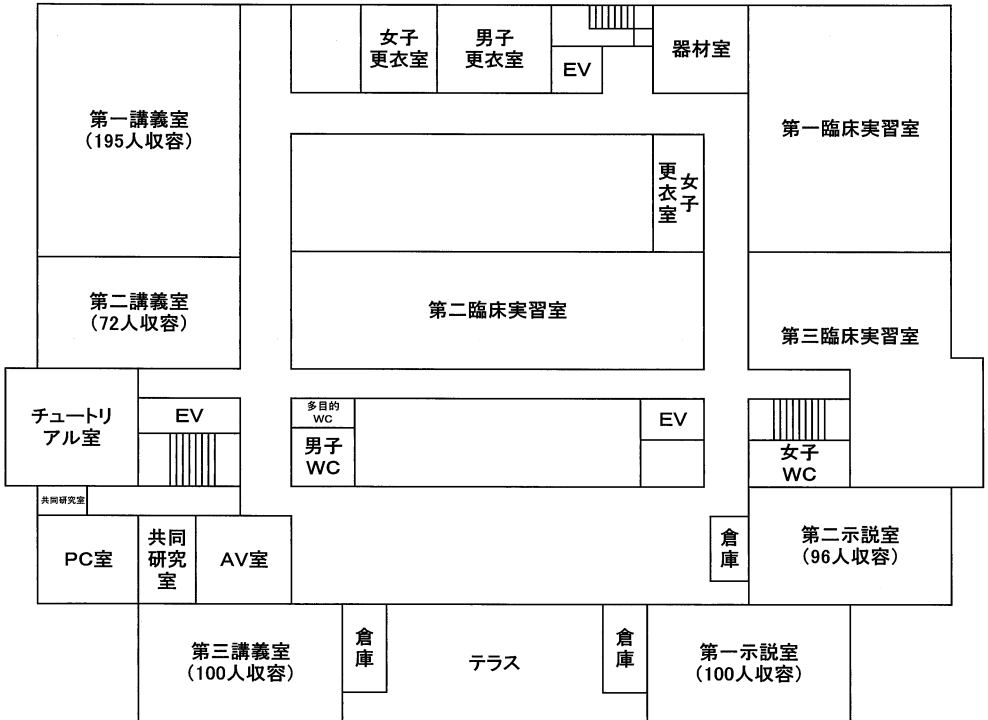 女子
更衣室
男子
更衣室
EV
器材室
第一講義室
(195人収容)
第一臨床実習室
女子
更衣室
第二講義室
(72人収容)
第二臨床実習室
第三臨床実習室
チュートリ
アル室
EV
多目的
WC
男子
WC
EV
女子
WC
共同研究室
PC室
共同
研究
室
AV室
倉
庫
第二示説室
(96人収容)
第三講義室
(100人収容)
倉
庫
テラス
倉
庫
第一示説室
(100人収容)